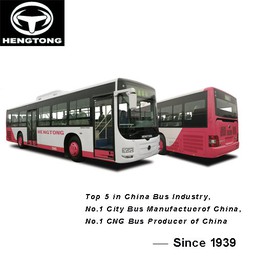 HENGTONG
HENGTONG
Top 5 in China Bus Industry,
No.1 City Bus Manufactuerof China,
No.1 CNG Bus Producer of China
— Since 1939